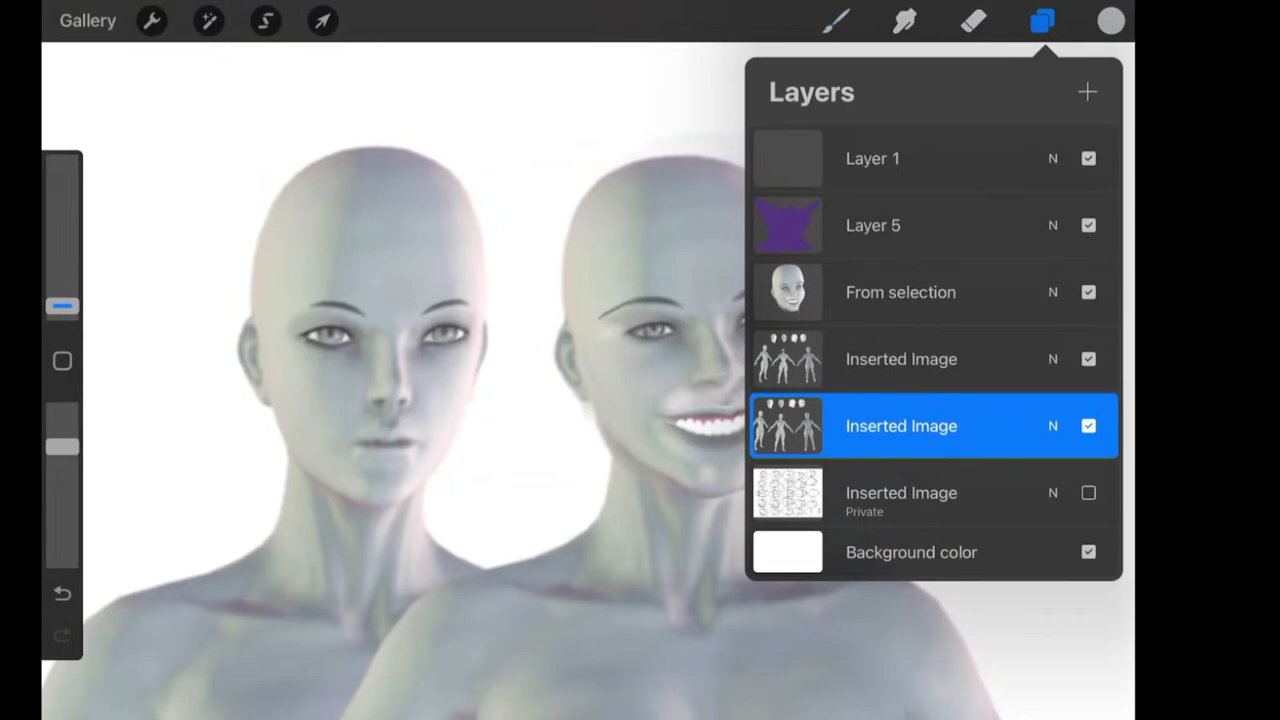 Gallery
Layers
Layer 1 N
Layer 5 N
From selection N
Inserted Image N
Inserted Image N
Inserted Image N
Private
Background color